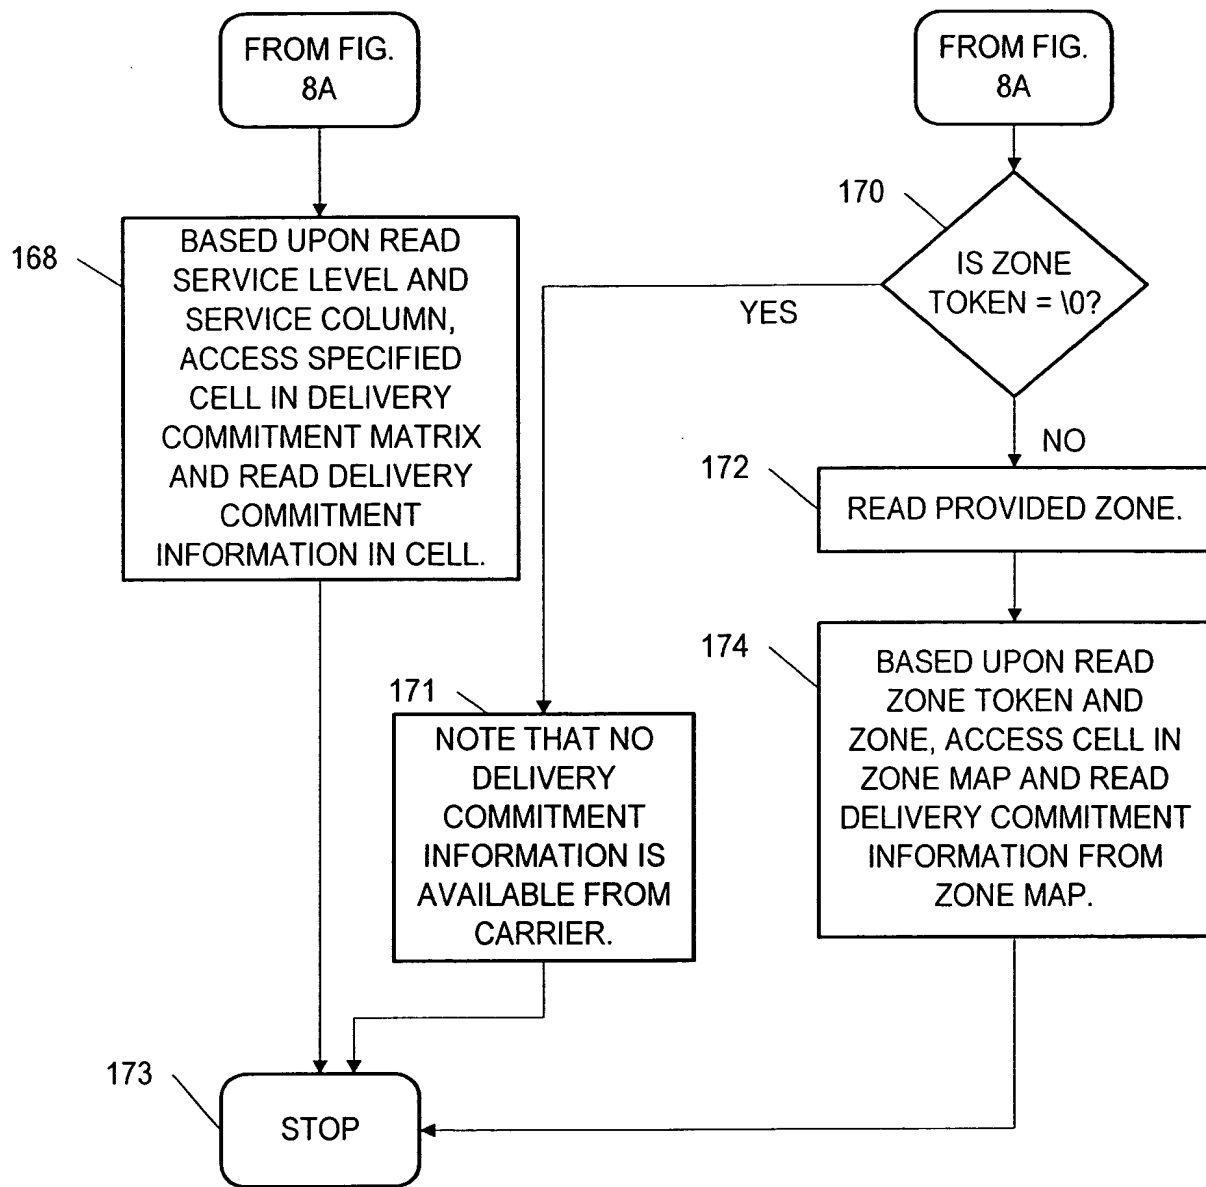 FROM FIG.
8A
FROM FIG.
8A
170
IS ZONE
TOKEN = \0?
YES
NO
168
BASED UPON READ
SERVICE LEVEL AND
SERVICE COLUMN,
ACCESS SPECIFIED
CELL IN DELIVERY
COMMITMENT MATRIX
AND READ DELIVERY
COMMITMENT
INFORMATION IN CELL.
172
READ PROVIDED ZONE.
174
BASED UPON READ
ZONE TOKEN AND
ZONE, ACCESS CELL IN
ZONE MAP AND READ
DELIVERY COMMITMENT
INFORMATION FROM
ZONE MAP.
171
NOTE THAT NO
DELIVERY
COMMITMENT
INFORMATION IS
AVAILABLE FROM
CARRIER.
173
STOP